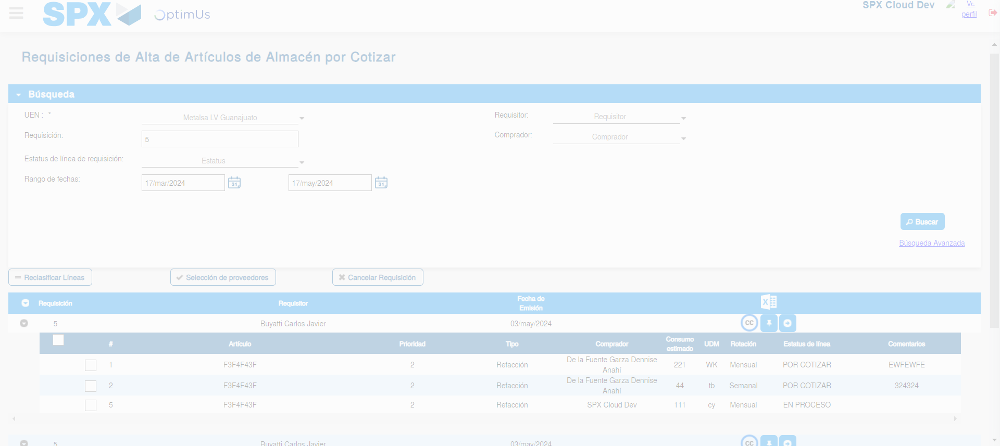 SPX
OptimUs
SPX Cloud Dev
perfil
Requisiciones de Alta de Artículos de Almacén por Cotizar
Búsqueda
UEN : *
Metalsa LV Guanajuato
Requisitor:
Requisitor
Requisición:
5
Comprador:
Comprador
Estatus de línea de requisición:
Estatus
Rango de fechas:
17/mar/2024
31
17/may/2024
31
Buscar
Búsqueda Avanzada
Reclasificar Líneas
Selección de proveedores
Cancelar Requisición
Requisición
Requisitor
Fecha de
Emisión
X
5 Buyatti Carlos Javier 03/may/2024 CC
# Artículo Prioridad Tipo Comprador
Consumo
estimado
UDM Rotación Estatus de línea Comentarios
1 F3F4F43F 2 Refacción
De la Fuente Garza Dennise
Anahí
221 WK Mensual POR COTIZAR EWFEWFE
2 F3F4F43F 2 Refacción
De la Fuente Garza Dennise
Anahí
44 tb Semanal POR COTIZAR 324324
5 F3F4F43F 2 Refacción SPX Cloud Dev 111 cy Mensual EN PROCESO
5 Buyatti Carlos Javier 03/may/2024 CC